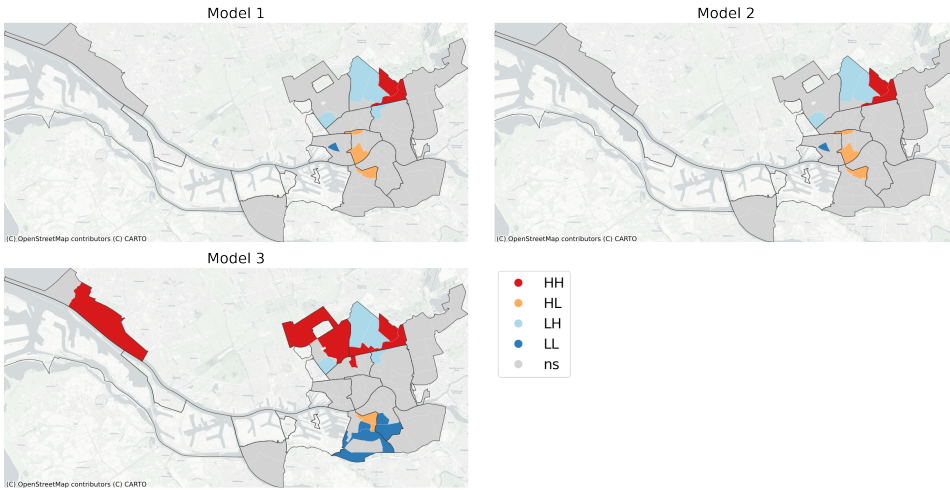 Model 1
Model 2
(C) OpenStreetMap contributors (C) CARTO
(C) OpenStreetMap contributors (C) CARTO
Model 3
HH
HL
LH
LL
ns
(C) OpenStreetMap contributors (C) CARTO